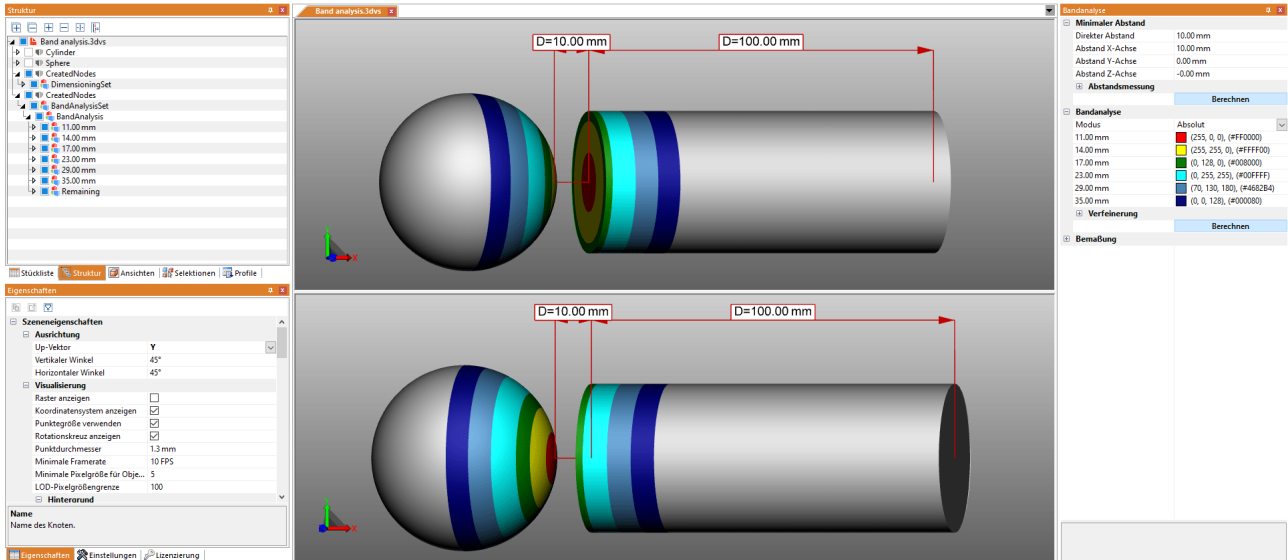 Struktur
Band analysis.3dvs
Cylinder
Sphere
CreatedNodes
DimensioningSet
CreatedNodes
BandAnalysisSet
BandAnalysis
11.00 mm
14.00 mm
17.00 mm
23.00 mm
29.00 mm
35.00 mm
Remaining
Stückliste Struktur Ansichten Selektionen Profile
Eigenschaften
Szeneneigenschaften
Ausrichtung
Up-Vektor Y
Vertikaler Winkel 45°
Horizontaler Winkel 45°
Visualisierung
Raster anzeigen
Koordinatensystem anzeigen
Punktegröße verwenden
Rotationskreuz anzeigen
Punktdurchmesser 1.3 mm
Minimale Framerate 10 FPS
Minimale Pixelgröße für Obje... 5
LOD-Pixelgrößengrenze 100
Hintergrund
Name
Name des Knoten.
Eigenschaften Einstellungen Lizenzierung
Band analysis.3dvs
D=10.00 mm D=100.00 mm
Y
X
D=10.00 mm D=100.00 mm
Y
X
Bandanalyse
Minimaler Abstand
Direkter Abstand 10.00 mm
Abstand X-Achse 10.00 mm
Abstand Y-Achse 0.00 mm
Abstand Z-Achse -0.00 mm
Abstandsmessung
Berechnen
Bandanalyse
Modus Absolut
11.00 mm (255, 0, 0), (#FF0000)
14.00 mm (255, 255, 0), (#FFFF00)
17.00 mm (0, 128, 0), (#008000)
23.00 mm (0, 255, 255), (#00FFFF)
29.00 mm (70, 130, 180), (#4682B4)
35.00 mm (0, 0, 128), (#000080)
Verfeinerung
Berechnen
Bemaßung